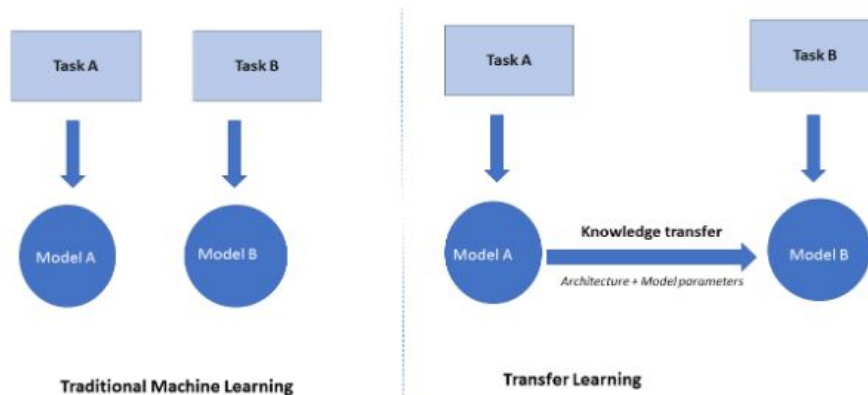 Task A
Task B
Model A
Model B
Traditional Machine Learning
Task A
Task B
Model A
Knowledge transfer
Architecture + Model parameters
Model B
Transfer Learning